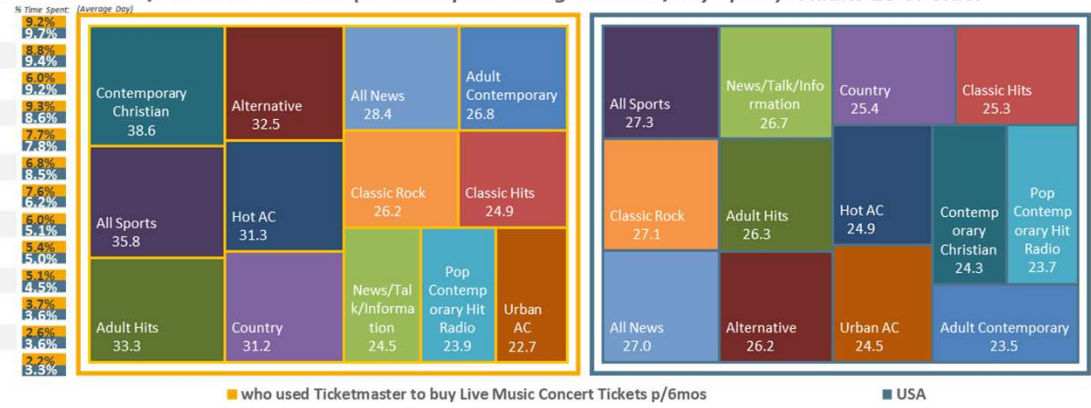 % Time Spent: (Average Day)
9.2%
9.7%
8.8%
9.4%
6.0%
9.2%
9.3%
8.6%
7.7%
7.8%
6.8%
8.5%
7.6%
6.2%
6.0%
5.1%
5.4%
5.0%
5.1%
4.5%
3.7%
3.6%
2.6%
3.6%
2.2%
3.3%
Contemporary
Christian
38.6
Alternative
32.5
All News
28.4
Adult
Contemporary
26.8
All Sports
35.8
Hot AC
31.3
Classic Rock
26.2
Classic Hits
24.9
Adult Hits
33.3
Country
31.2
News/Tal
k/Informa
tion
24.5
Pop
Contemp
orary Hit
Radio
23.9
Urban
AC
22.7
All Sports
27.3
News/Talk/Info
rmation
26.7
Country
25.4
Classic Hits
25.3
Classic Rock
27.1
Adult Hits
26.3
Hot AC
24.9
Contemp
orary
Christian
24.3
Pop
Contemp
orary Hit
Radio
23.7
All News
27.0
Alternative
26.2
Urban AC
24.5
Adult Contemporary
23.5
who used Ticketmaster to buy Live Music Concert Tickets p/6mos
USA